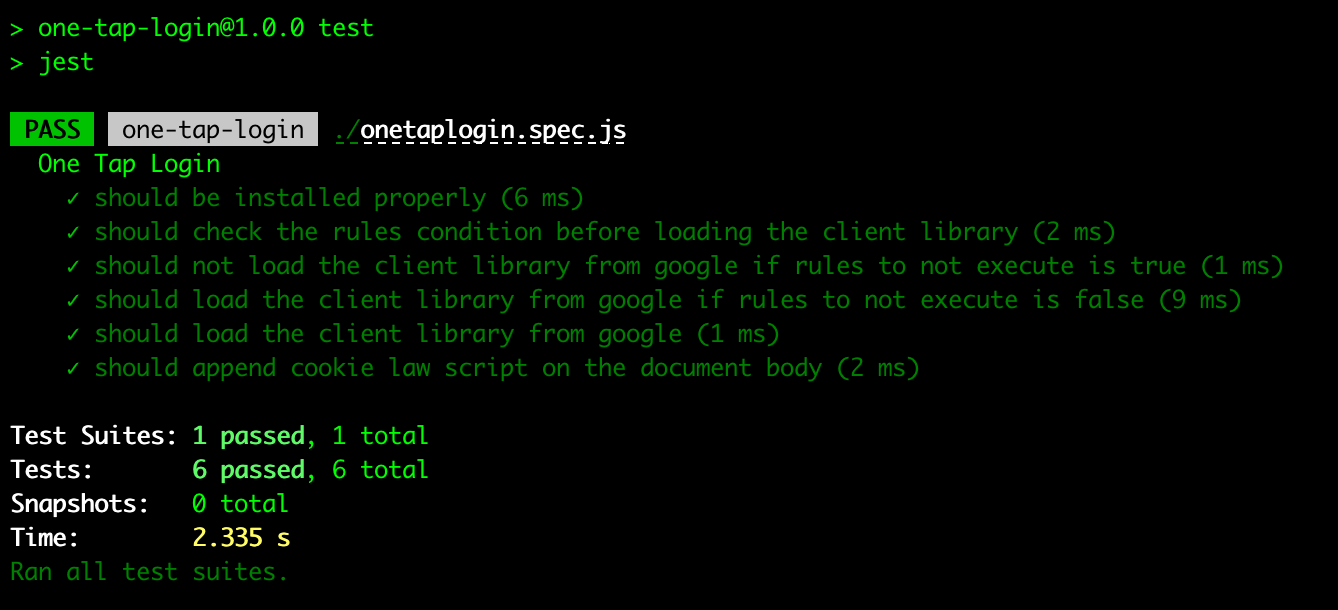 > one-tap-login@1.0.0 test
> jest
PASS one-tap-login ./onetaplogin.spec.js
One Tap Login
✓ should be installed properly (6 ms)
✓ should check the rules condition before loading the client library (2 ms)
✓ should not load the client library from google if rules to not execute is true (1 ms)
✓ should load the client library from google if rules to not execute is false (9 ms)
✓ should load the client library from google (1 ms)
✓ should append cookie law script on the document body (2 ms)
Test Suites: 1 passed, 1 total
Tests: 6 passed, 6 total
Snapshots: 0 total
Time: 2.335 s
Ran all test suites.